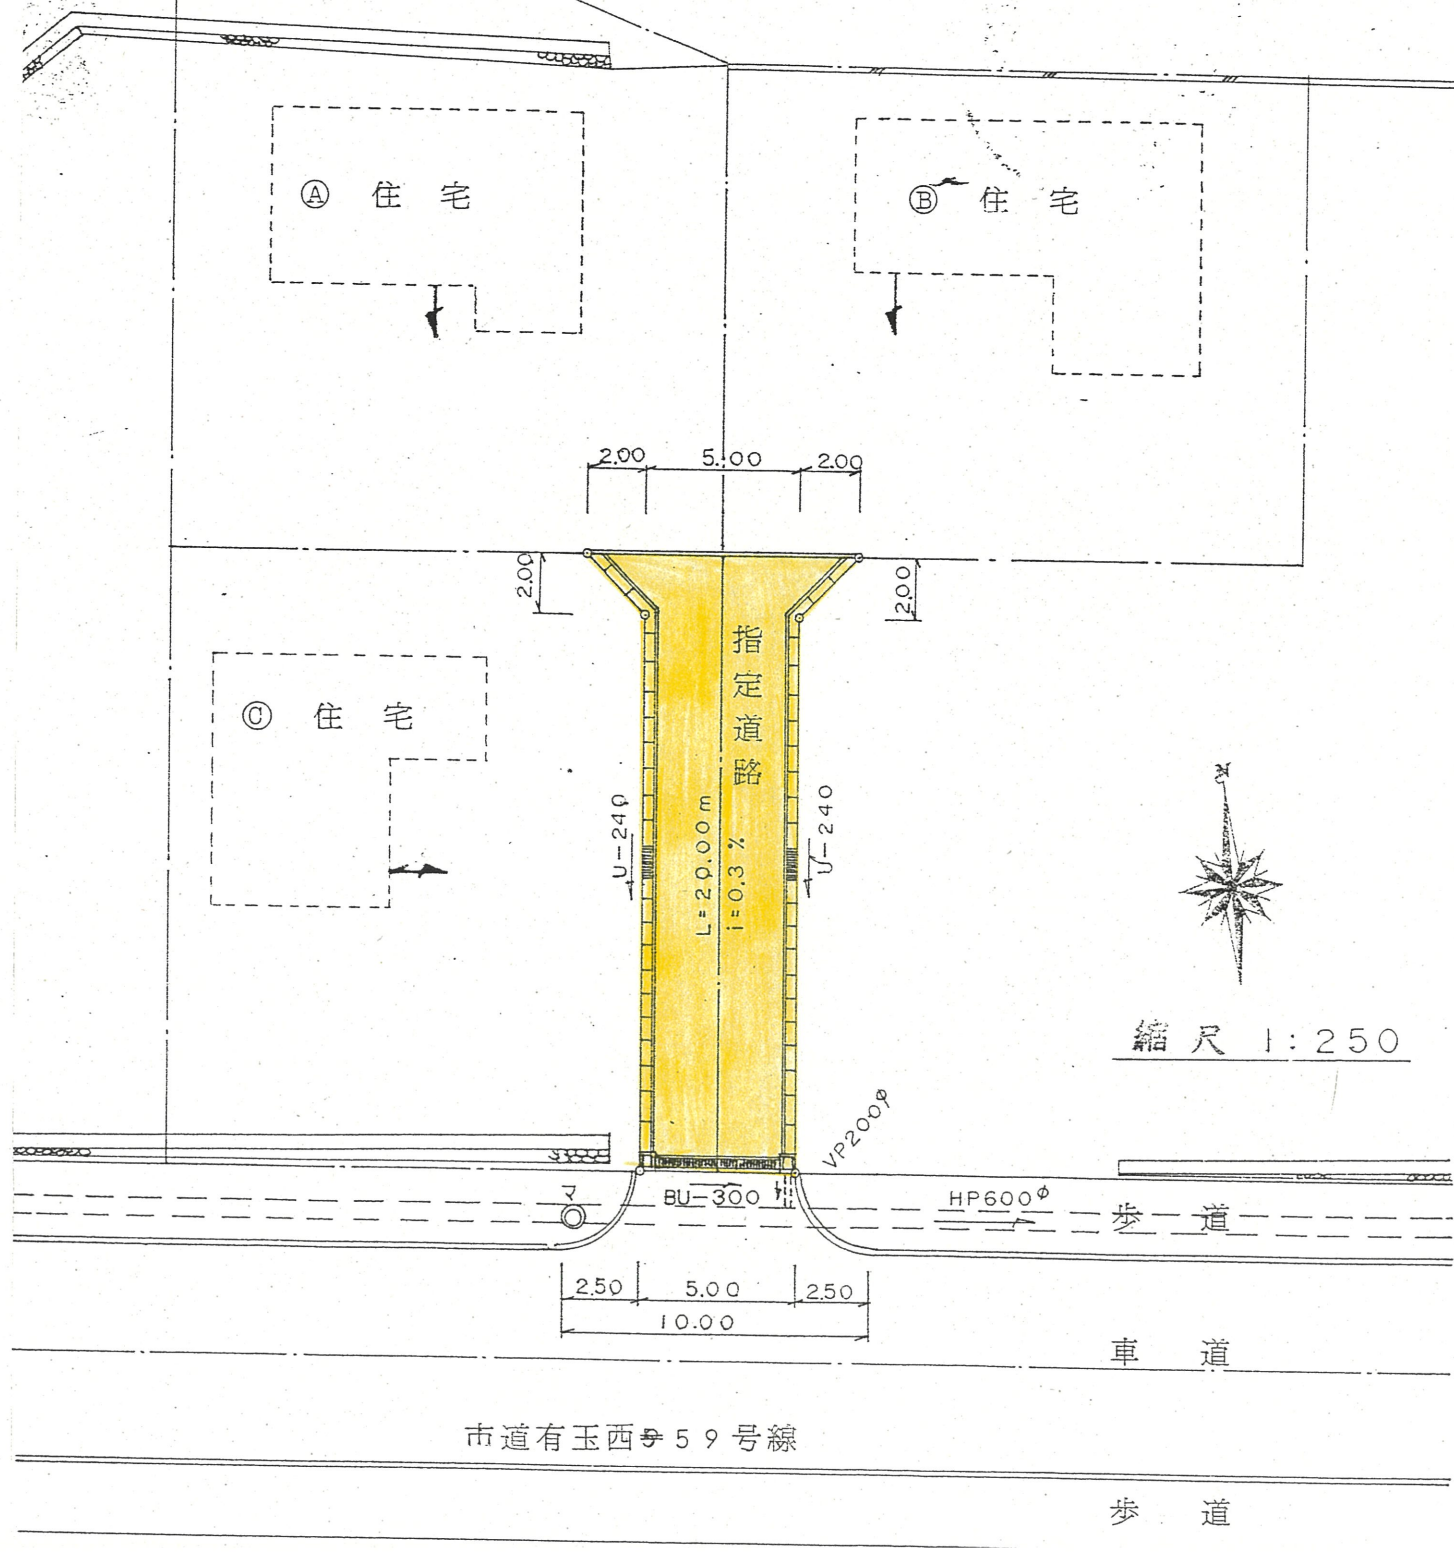 Ⓐ 住 宅
Ⓑ 住 宅
2.00 5.00 2.00
2.00
2.00
指定道路
Ⓒ 住 宅
U-240
L=20.00m
i=0.3%
U-240
N
縮尺 1:250
VP200φ
マ
BU-300
HP600φ
歩 道
2.50 5.00 2.50
10.00
車 道
市道有玉西 59号線
歩 道